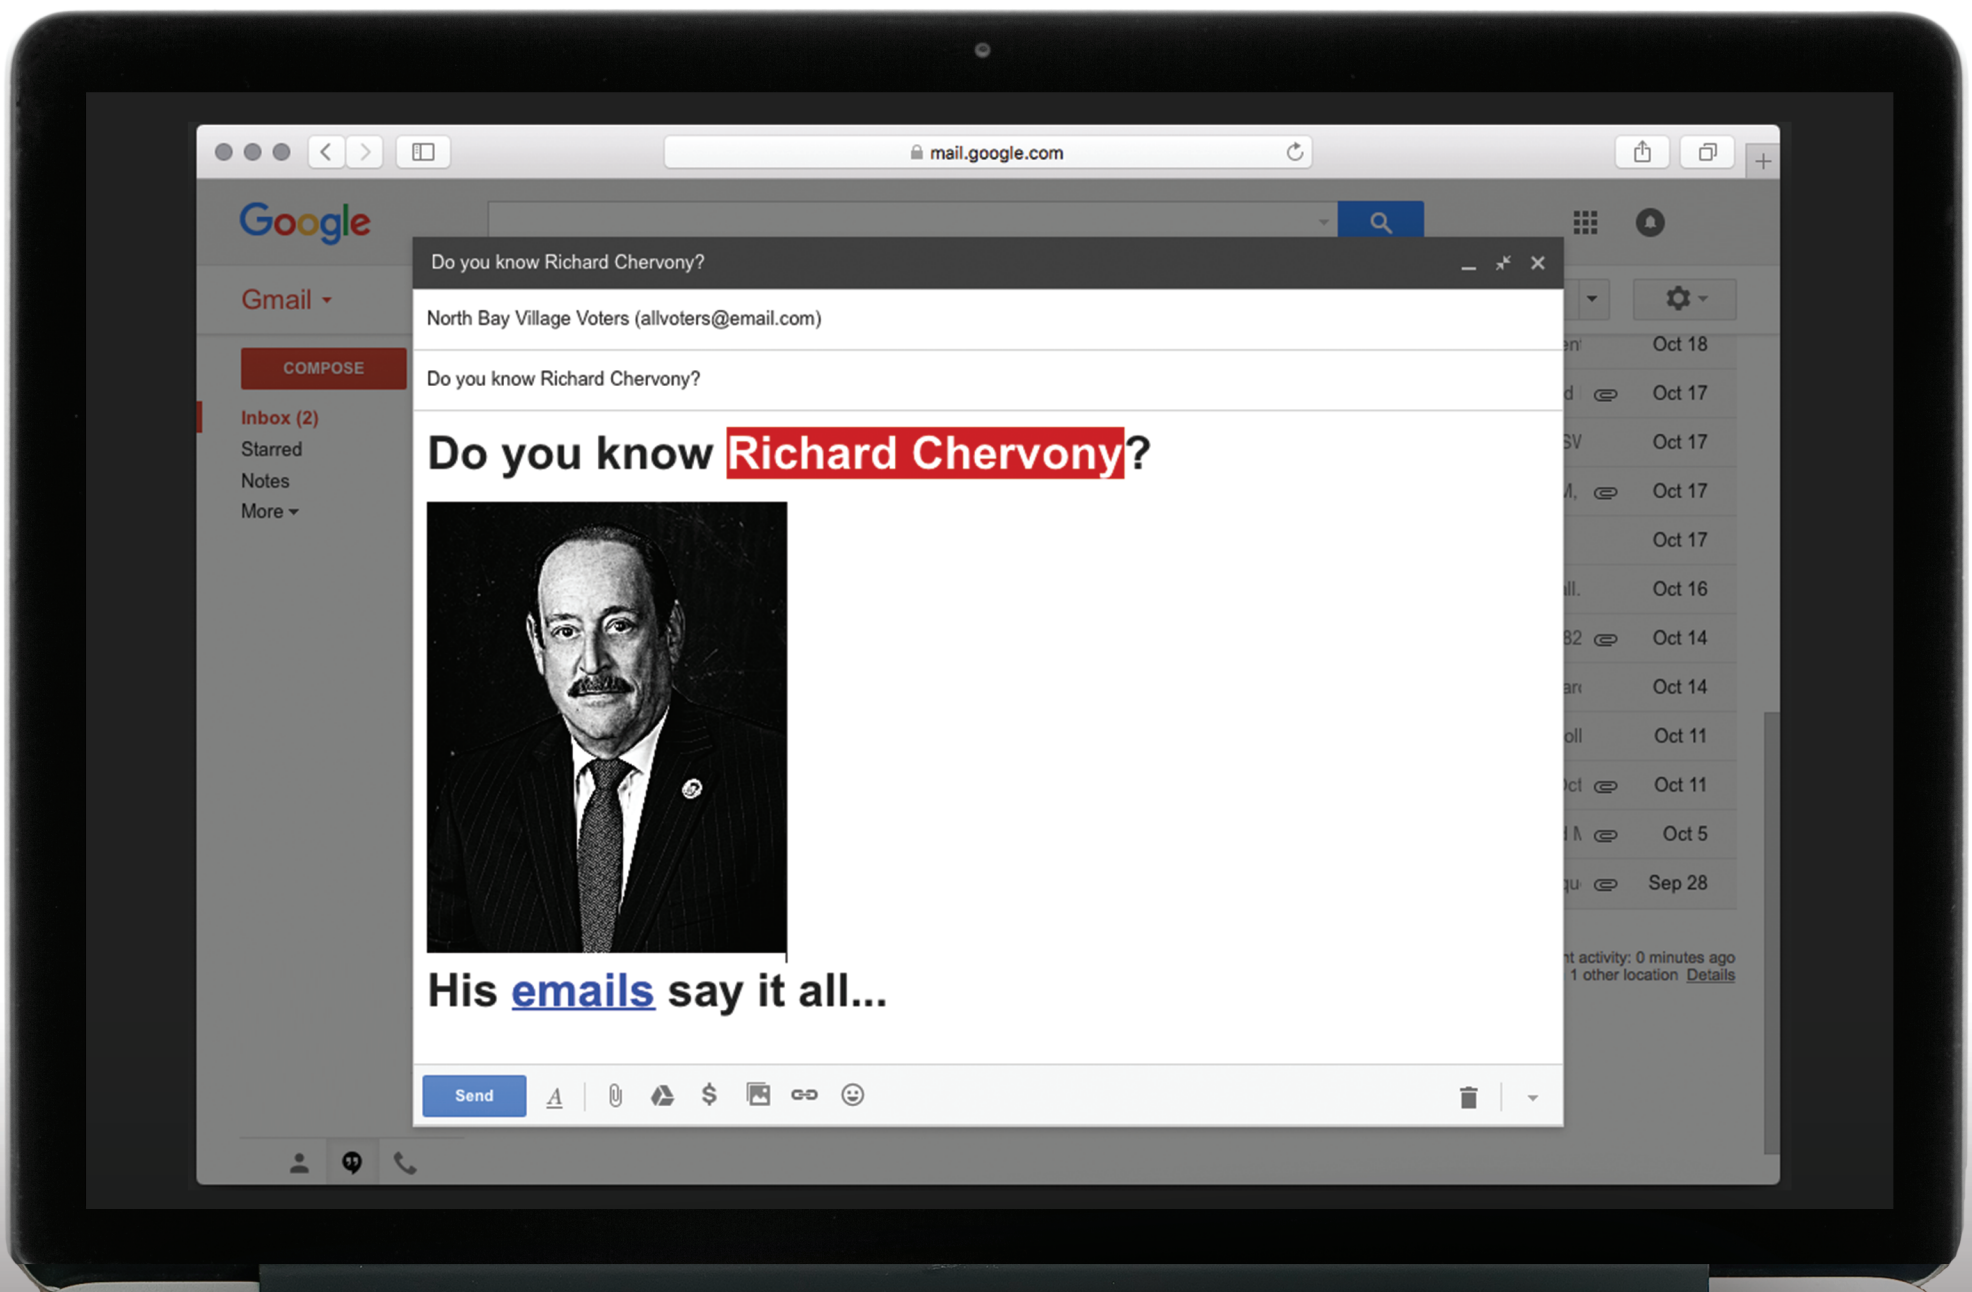 mail.google.com
Google
Do you know Richard Chervony?
Gmail
North Bay Village Voters (allvoters@email.com)
COMPOSE
Do you know Richard Chervony?
Inbox (2)
Starred
Notes
More
Do you know Richard Chervony?
His emails say it all...
Send
A
Oct 18
Oct 17
Oct 17
Oct 17
Oct 17
Oct 16
82 Oct 14
Oct 14
Oct 11
Oct 11
Oct 5
Sep 28
activity: 0 minutes ago
1 other location Details